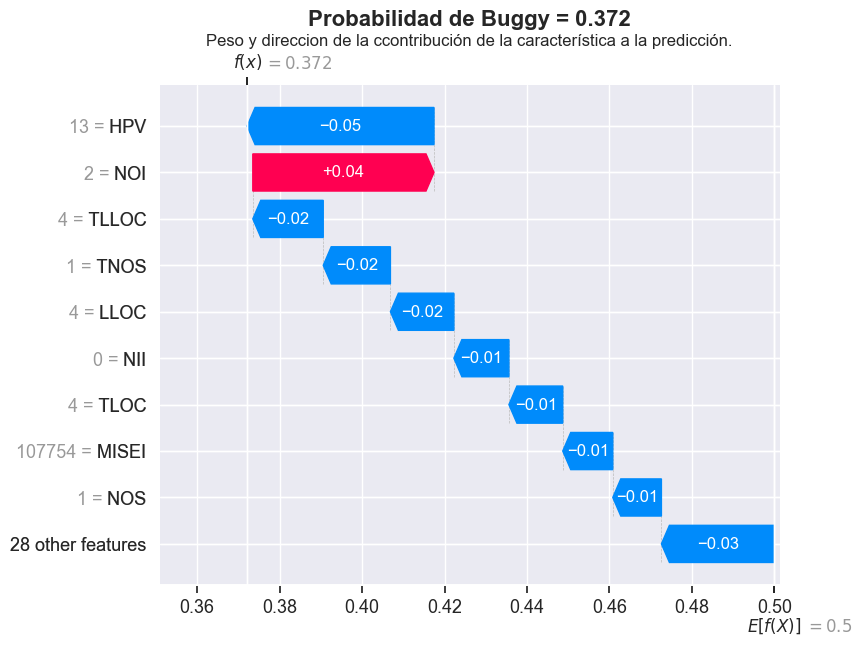 Probabilidad de Buggy = 0.372
Peso y direccion de la ccontribución de la característica a la predicción.
f(x) = 0.372
13 = HPV
−0.05
2 = NOI
+0.04
4 = TLLOC
−0.02
1 = TNOS
−0.02
4 = LLOC
−0.02
0 = NII
−0.01
4 = TLOC
−0.01
107754 = MISEI
−0.01
1 = NOS
−0.01
28 other features
−0.03
0.36 0.38 0.40 0.42 0.44 0.46 0.48 0.50
E[f(X)] = 0.5